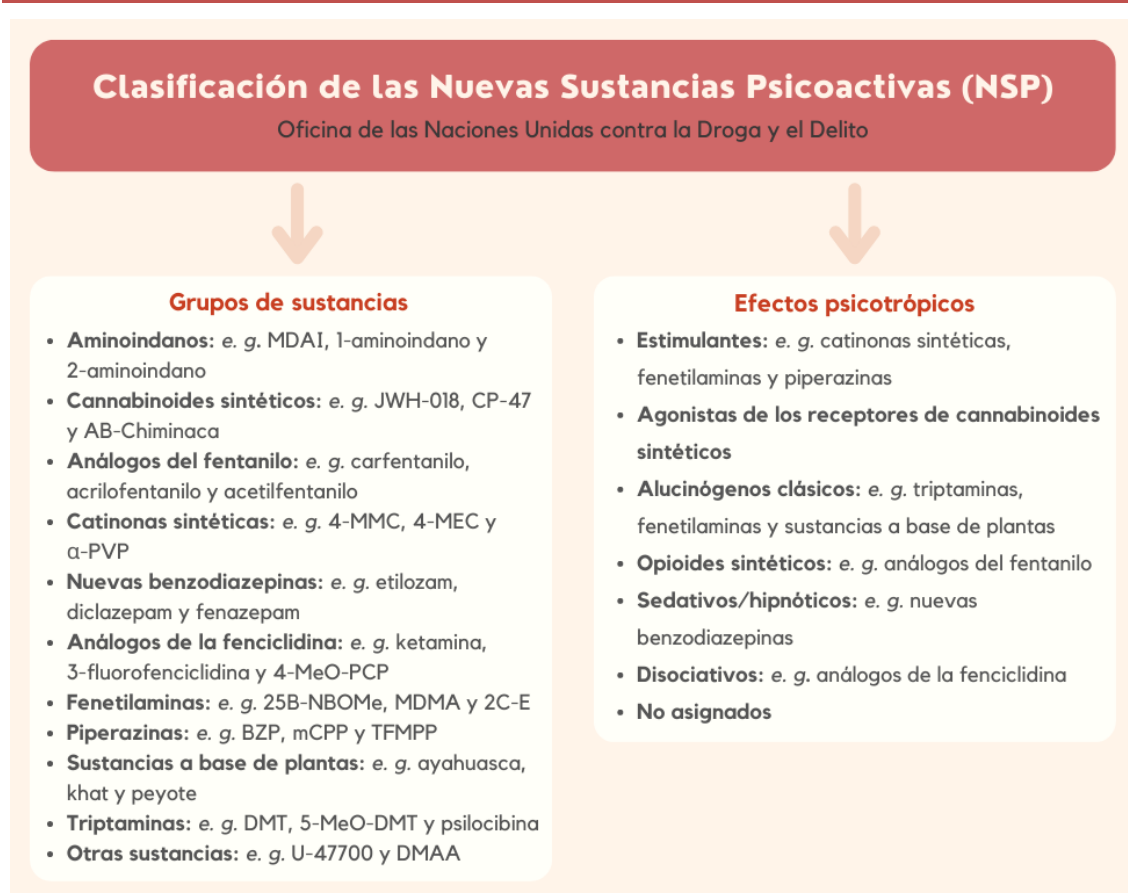 Clasificación de las Nuevas Sustancias Psicoactivas (NSP)
Oficina de las Naciones Unidas contra la Droga y el Delito
Grupos de sustancias
• Aminoindanos: e. g. MDAI, 1-aminoindano y
2-aminoindano
• Cannabinoides sintéticos: e. g. JWH-018, CP-47
y AB-Chiminaca
• Análogos del fentanilo: e. g. carfentanilo,
acrilofentanilo y acetilfentanilo
• Catinonas sintéticas: e. g. 4-MMC, 4-MEC y
α-PVP
• Nuevas benzodiazepinas: e. g. etilozam,
diclazepam y fenazepam
• Análogos de la fenciclidina: e. g. ketamina,
3-fluorofenciclidina y 4-MeO-PCP
• Fenetilaminas: e. g. 25B-NBOMe, MDMA y 2C-E
• Piperazinas: e. g. BZP, mCPP y TFMPP
• Sustancias a base de plantas: e. g. ayahuasca,
khat y peyote
• Triptaminas: e. g. DMT, 5-MeO-DMT y psilocibina
• Otras sustancias: e. g. U-47700 y DMAA
Efectos psicotrópicos
• Estimulantes: e. g. catinonas sintéticas,
fenetilaminas y piperazinas
• Agonistas de los receptores de cannabinoides
sintéticos
• Alucinógenos clásicos: e. g. triptaminas,
fenetilaminas y sustancias a base de plantas
• Opioides sintéticos: e. g. análogos del fentanilo
• Sedativos/hipnóticos: e. g. nuevas
benzodiazepinas
• Disociativos: e. g. análogos de la fenciclidina
• No asignados